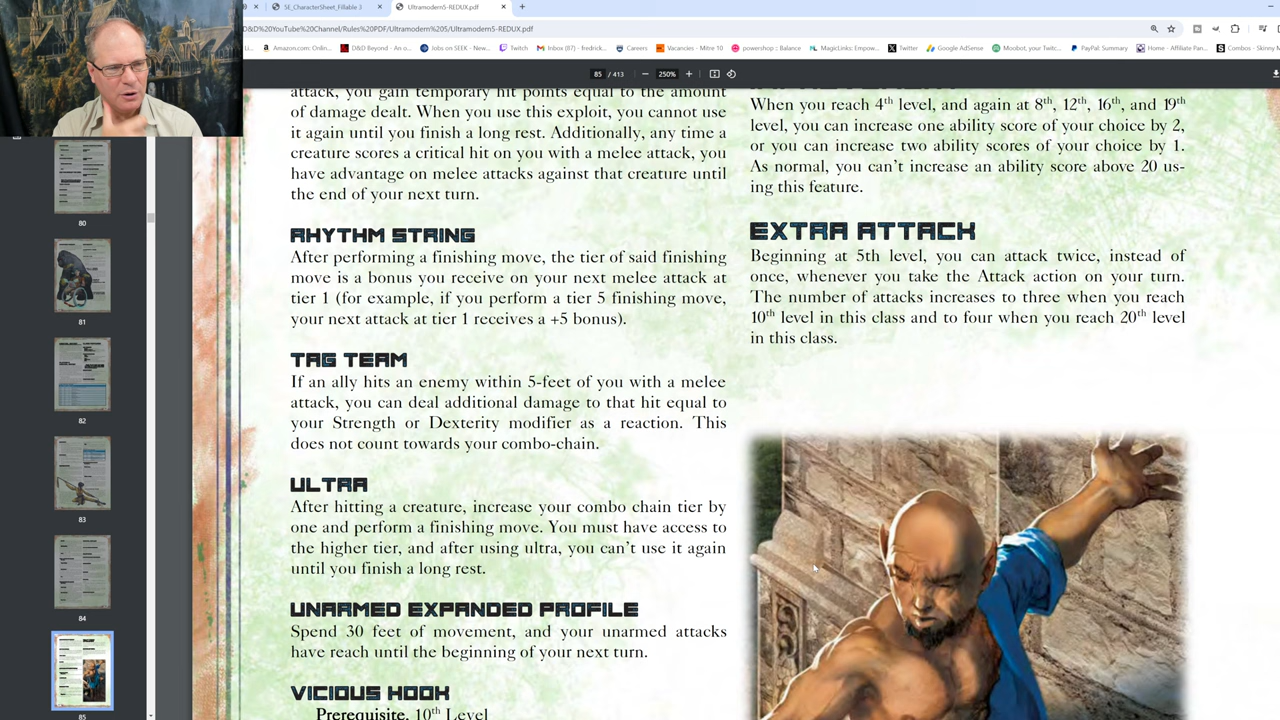 5E_CharacterSheet_Fillable 3
Ultramodern5-REDUX.pdf
D&D%20YouTube%20Channel/Rules%20PDF/Ultramodern%205/Ultramodern5-REDUX.pdf
Amazon.com: Onlin...
D&D Beyond - An o...
Jobs on SEEK - New...
Twitch
Inbox (87) - fredrick...
Careers
Vacancies - Mitre 10
powershop :: Balance
MagicLinks: Empow...
Twitter
Google AdSense
Moobot, your Twitc...
PayPal: Summary
Home - Affiliate Pan...
Combos - Skinny M
85 / 413
250%
80
81
82
83
84
85
attack, you gain temporary hit points equal to the amount
of damage dealt. When you use this exploit, you cannot use
it again until you finish a long rest. Additionally, any time a
creature scores a critical hit on you with a melee attack, you
have advantage on melee attacks against that creature until
the end of your next turn.
RHYTHM STRING
After performing a finishing move, the tier of said finishing
move is a bonus you receive on your next melee attack at
tier 1 (for example, if you perform a tier 5 finishing move,
your next attack at tier 1 receives a +5 bonus).
TAG TEAM
If an ally hits an enemy within 5-feet of you with a melee
attack, you can deal additional damage to that hit equal to
your Strength or Dexterity modifier as a reaction. This
does not count towards your combo-chain.
ULTRA
After hitting a creature, increase your combo chain tier by
one and perform a finishing move. You must have access to
the higher tier, and after using ultra, you can't use it again
until you finish a long rest.
UNARMED EXPANDED PROFILE
Spend 30 feet of movement, and your unarmed attacks
have reach until the beginning of your next turn.
VICIOUS HOOK
Prerequisite. 10th Level
When you reach 4th level, and again at 8th, 12th, 16th, and 19th
level, you can increase one ability score of your choice by 2,
or you can increase two ability scores of your choice by 1.
As normal, you can't increase an ability score above 20 us-
ing this feature.
EXTRA ATTACK
Beginning at 5th level, you can attack twice, instead of
once, whenever you take the Attack action on your turn.
The number of attacks increases to three when you reach
10th level in this class and to four when you reach 20th level
in this class.